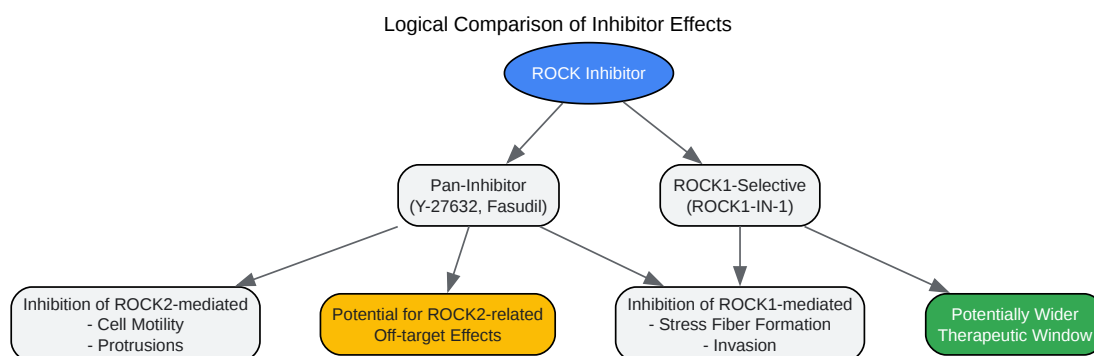 Logical Comparison of Inhibitor Effects
ROCK Inhibitor
Pan-Inhibitor
(Y-27632, Fasudil)
ROCK1-Selective
(ROCK1-IN-1)
Inhibition of ROCK2-mediated
- Cell Motility
- Protrusions
Potential for ROCK2-related
Off-target Effects
Inhibition of ROCK1-mediated
- Stress Fiber Formation
- Invasion
Potentially Wider
Therapeutic Window